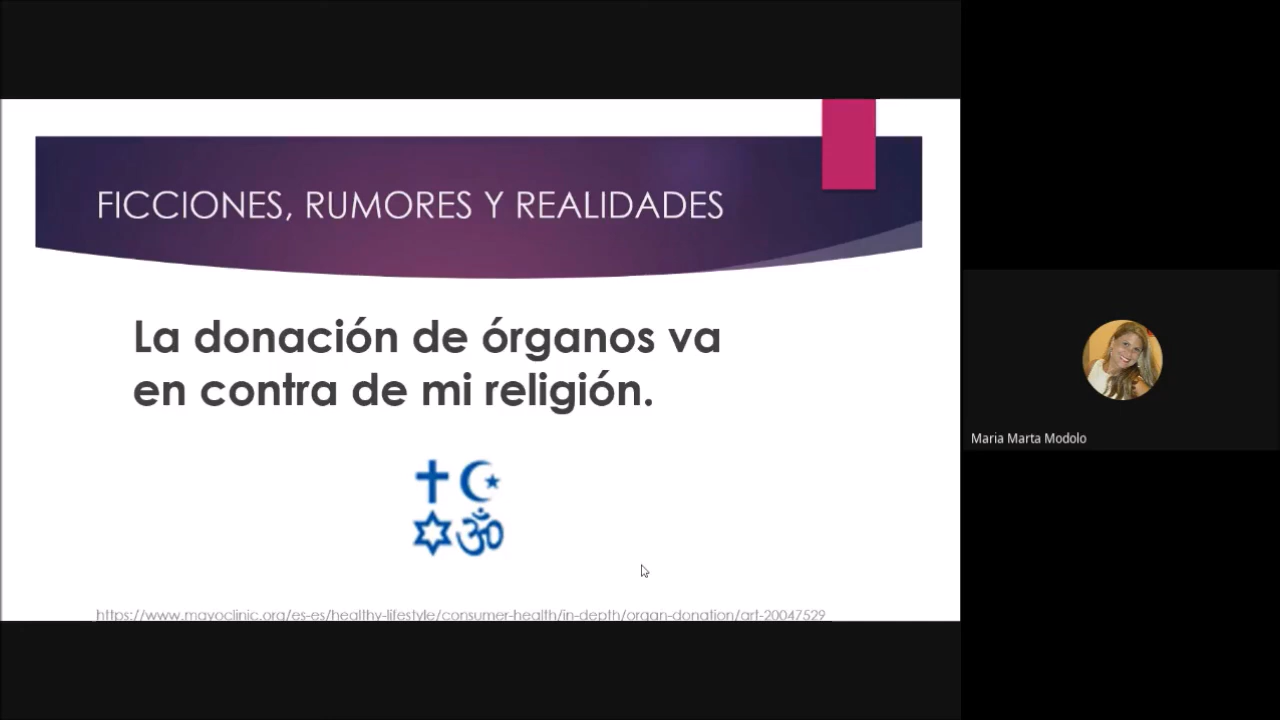 FICCIONES, RUMORES Y REALIDADES
La donación de órganos va
en contra de mi religión.
https://www.mayoclinic.org/es-es/healthy-lifestyle/consumer-health/in-depth/organ-donation/art-20047529
Maria Marta Modolo